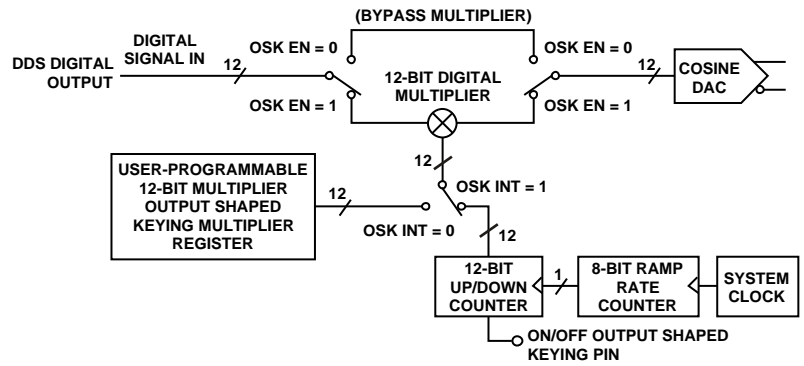 (BYPASS MULTIPLIER)
DDS DIGITAL
OUTPUT
DIGITAL
SIGNAL IN
12
OSK EN = 0
OSK EN = 1
12-BIT DIGITAL
MULTIPLIER
OSK EN = 0
OSK EN = 1
12
COSINE
DAC
12
USER-PROGRAMMABLE
12-BIT MULTIPLIER
OUTPUT SHAPED
KEYING MULTIPLIER
REGISTER
12
OSK INT = 1
OSK INT = 0
12
12-BIT
UP/DOWN
COUNTER
1
8-BIT RAMP
RATE
COUNTER
SYSTEM
CLOCK
ON/OFF OUTPUT SHAPED
KEYING PIN